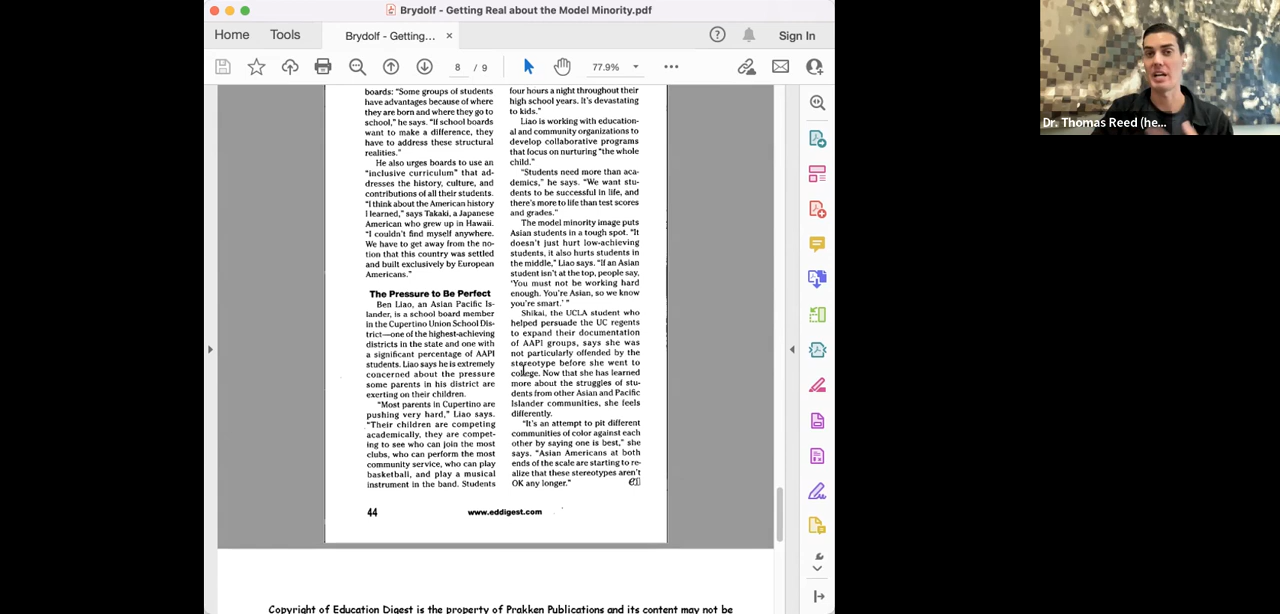 Brydolf - Getting Real about the Model Minority.pdf
Home Tools Brydolf - Getting... × Sign In
8 / 9 77.9%
Dr. Thomas Reed (he...
boards: “Some groups of students
have advantages because of where
they are born and where they go to
school,” he says. “If school boards
want to make a difference, they
have to address these structural
realities.”
He also urges boards to use an
“inclusive curriculum” that ad-
dresses the history, culture, and
contributions of all their students.
“I think about the American history
I learned,” says Takaki, a Japanese
American who grew up in Hawaii.
“I couldn’t find myself anywhere.
We have to get away from the no-
tion that this country was settled
and built exclusively by European
Americans.”
The Pressure to Be Perfect
Ben Liao, an Asian Pacific Is-
lander, is a school board member
in the Cupertino Union School Dis-
trict—one of the highest-achieving
districts in the state and one with
a significant percentage of AAPI
students. Liao says he is extremely
concerned about the pressure
some parents in his district are
exerting on their children.
“Most parents in Cupertino are
pushing very hard,” Liao says.
“Their children are competing
academically, they are compet-
ing to see who can join the most
clubs, who can perform the most
community service, who can play
basketball, and play a musical
instrument in the band. Students
four hours a night throughout their
high school years. It’s devastating
to kids.”
Liao is working with education-
al and community organizations to
develop collaborative programs
that focus on nurturing “the whole
child.”
“Students need more than aca-
demics,” he says. “We want stu-
dents to be successful in life, and
there’s more to life than test scores
and grades.”
The model minority image puts
Asian students in a tough spot. “It
doesn’t just hurt low-achieving
students, it also hurts students in
the middle,” Liao says. “If an Asian
student isn’t at the top, people say,
‘You must not be working hard
enough. You’re Asian, so we know
you’re smart.’ ”
Shikai, the UCLA student who
helped persuade the UC regents
to expand their documentation
of AAPI groups, says she was
not particularly offended by the
stereotype before she went to
college. Now that she has learned
more about the struggles of stu-
dents from other Asian and Pacific
Islander communities, she feels
differently.
“It’s an attempt to pit different
communities of color against each
other by saying one is best,” she
says. “Asian Americans at both
ends of the scale are starting to re-
alize that these stereotypes aren’t
OK any longer.”
44 www.eddigest.com
Copyright of Education Digest is the property of Prakken Publications and its content may not be